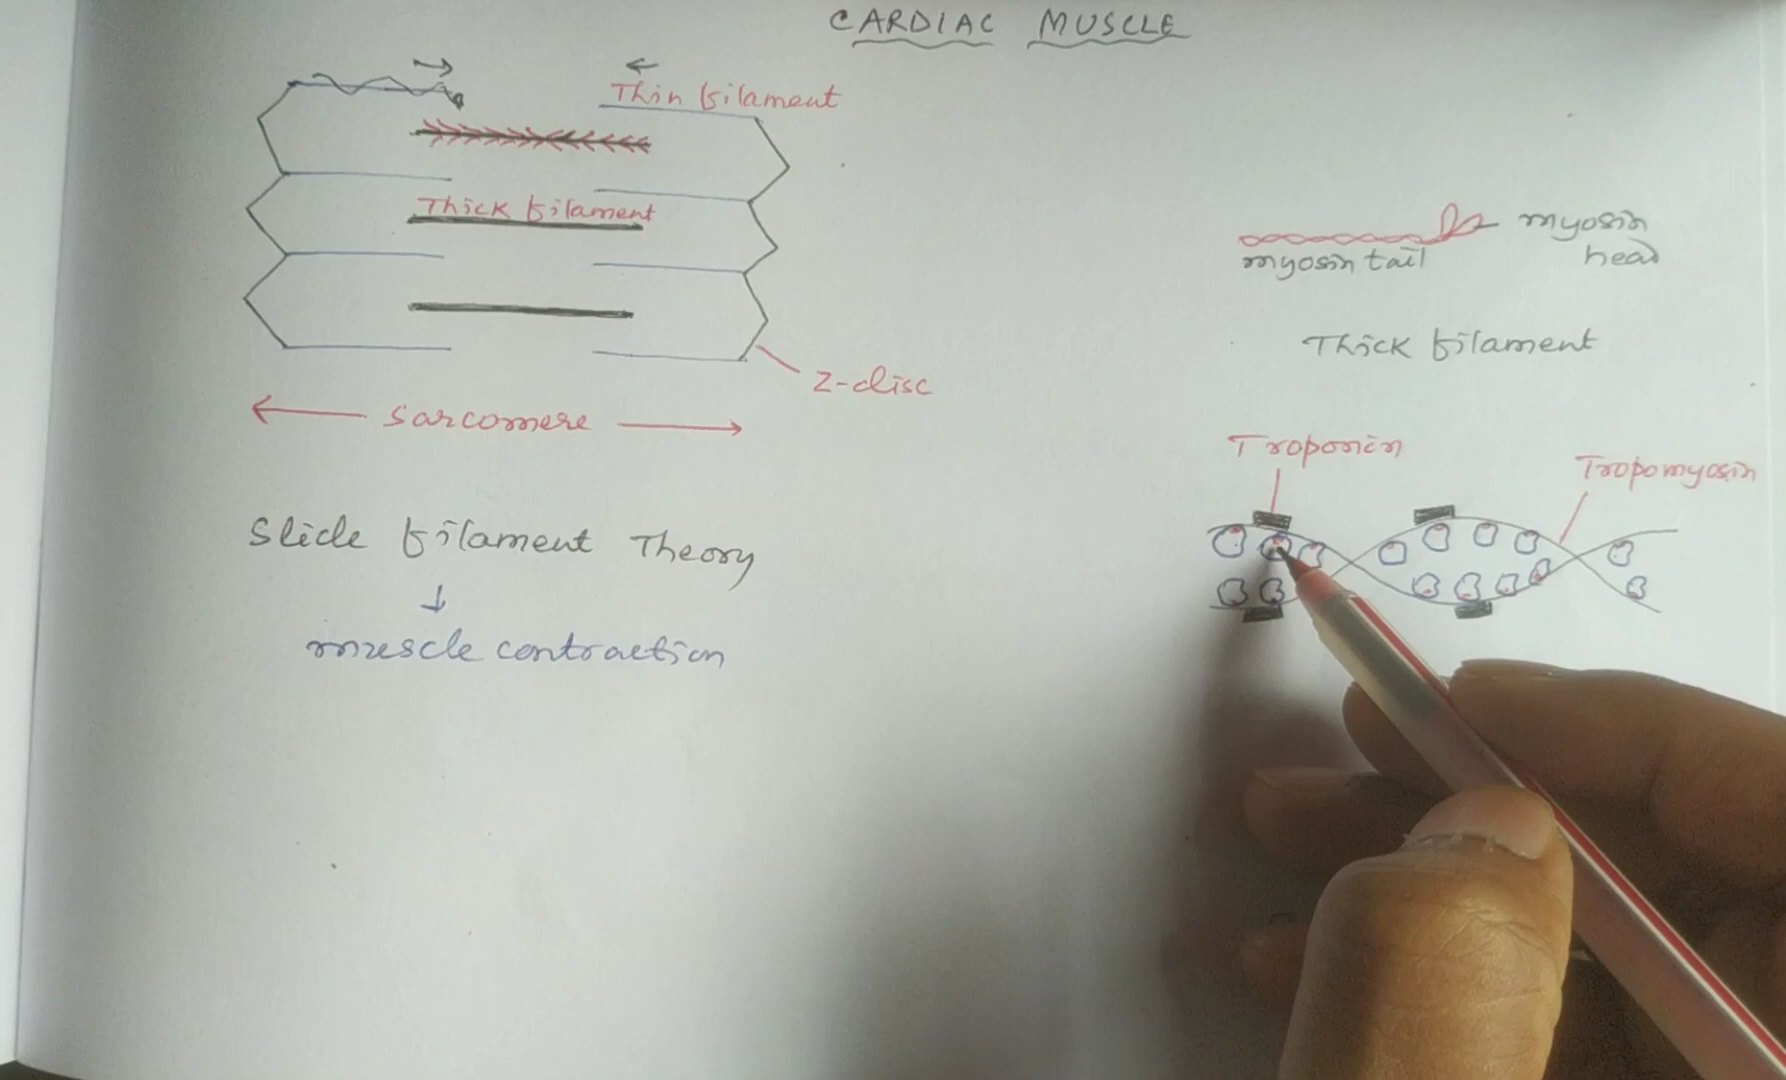 CARDIAC MUSCLE
Thin filament
Thick filament
Z-disc
Sarcomere
Slide filament Theory
muscle contraction
myosin
head
myosin tail
Thick filament
Troponin
Tropomyosin